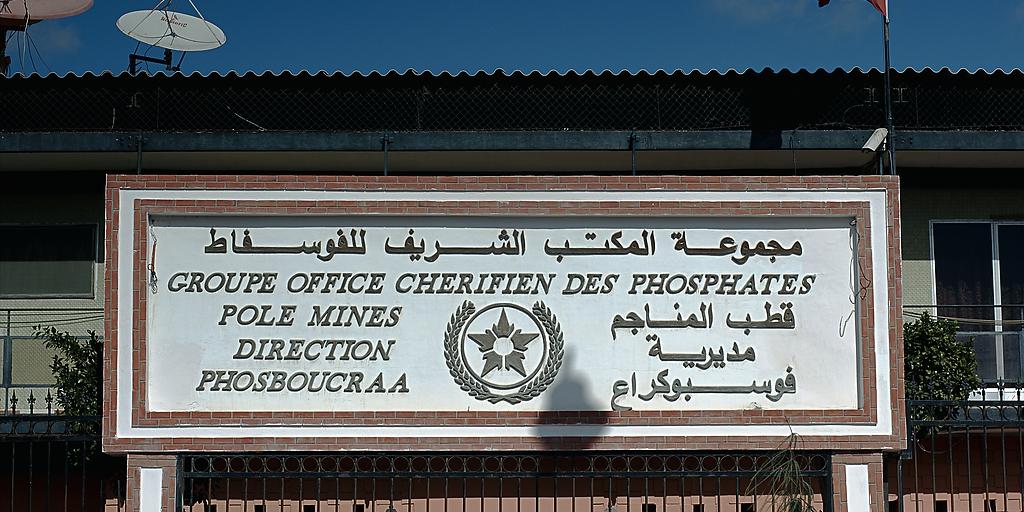 مجموعة المكتب الشريف للفوسفاط
GROUPE OFFICE CHERIFIEN DES PHOSPHATES
POLE MINES
DIRECTION
PHOSBOUCRAA
قطب المناجم
مديرية
فوسبوكراع